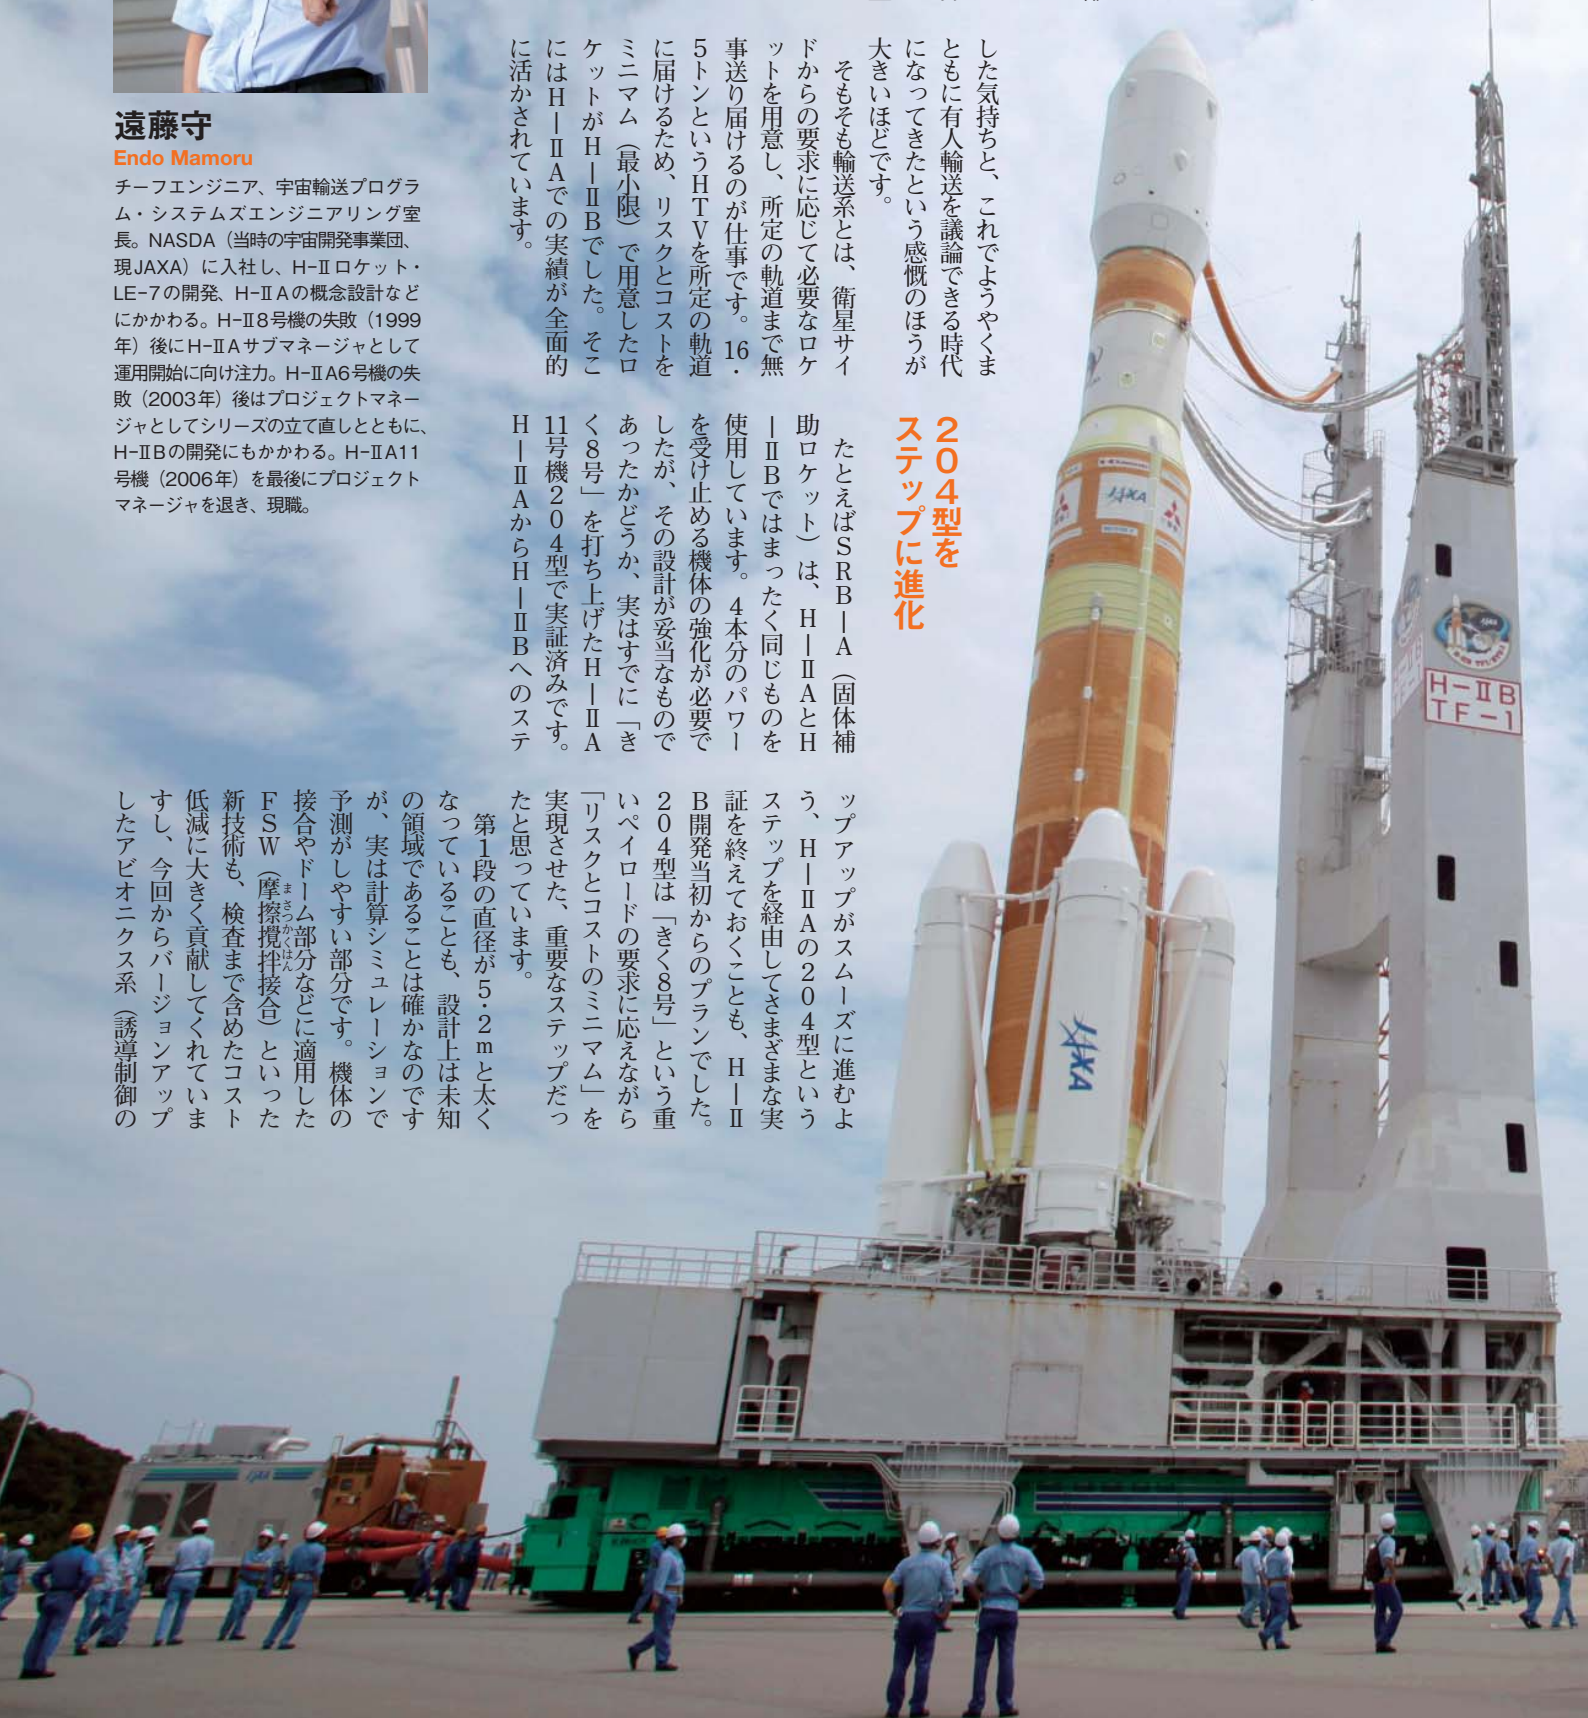 した気持ちと、これでようやくま
ともに有人輸送を議論できる時代
になってきたという感慨のほうが
大きいほどです。
そもそも輸送系とは、衛星サイ
ドからの要求に応じて必要なロケ
ットを用意し、所定の軌道まで無
事送り届けるのが仕事です。16・
5トンというHTVを所定の軌道
に届けるため、リスクとコストを
ミニマム（最小限）で用意したロ
ケットがH―ⅡBでした。そこ
にはH―ⅡAでの実績が全面的
に活かされています。
204型を
ステップに進化
たとえばSRB―A（固体補
助ロケット）は、H―ⅡAとH
―ⅡBではまったく同じものを
使用しています。4本分のパワー
を受け止める機体の強化が必要で
したが、その設計が妥当なもので
あったかどうか、実はすでに「き
く8号」を打ち上げたH―ⅡA
11号機204型で実証済みです。
H―ⅡAからH―ⅡBへのステ
ップアップがスムーズに進むよ
う、H―ⅡAの204型という
ステップを経由してさまざまな実
証を終えておくことも、H―Ⅱ
B開発当初からのプランでした。
204型は「きく8号」という重
いペイロードの要求に応えながら
「リスクとコストのミニマム」を
実現させた、重要なステップだっ
たと思っています。
第1段の直径が5・2mと太く
なっていることも、設計上は未知
の領域であることは確かなのです
が、実は計算シミュレーションで
予測がしやすい部分です。機体の
接合やドーム部分などに適用した
FSW（摩擦攪拌接合）といった
まさつかくはん
新技術も、検査まで含めたコスト
低減に大きく貢献してくれていま
すし、今回からバージョンアップ
したアビオニクス系（誘導制御の
遠藤守
Endo Mamoru
チーフエンジニア、宇宙輸送プログラ
ム・システムズエンジニアリング室
長。NASDA（当時の宇宙開発事業団、
現JAXA）に入社し、H-Ⅱロケット・
LE-7の開発、H-ⅡAの概念設計など
にかかわる。H-Ⅱ8号機の失敗（1999
年）後にH-ⅡAサブマネージャとして
運用開始に向け注力。H-ⅡA6号機の失
敗（2003年）後はプロジェクトマネー
ジャとしてシリーズの立て直しとともに、
H-ⅡBの開発にもかかわる。H-ⅡA11
号機（2006年）を最後にプロジェクト
マネージャを退き、現職。
JAXA
JAXA
H-ⅡB
TF-1
JAXA